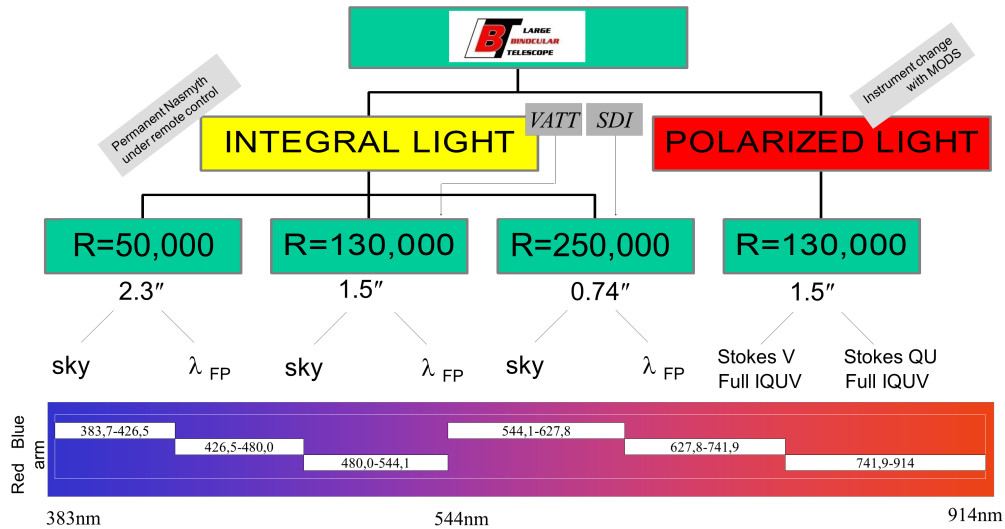 LARGE
BINOCULAR
TELESCOPE
LBT
Permanent Nasmyth
under remote control
Instrument change
with MODS
INTEGRAL LIGHT
VATT
SDI
POLARIZED LIGHT
R=50,000
R=130,000
R=250,000
R=130,000
2.3″
1.5″
0.74″
1.5″
sky
λ FP
sky
λ FP
sky
λ FP
Stokes V
Full IQUV
Stokes QU
Full IQUV
Red Blue
arm
383,7-426,5
426,5-480,0
480,0-544,1
544,1-627,8
627,8-741,9
741,9-914
383nm
544nm
914nm